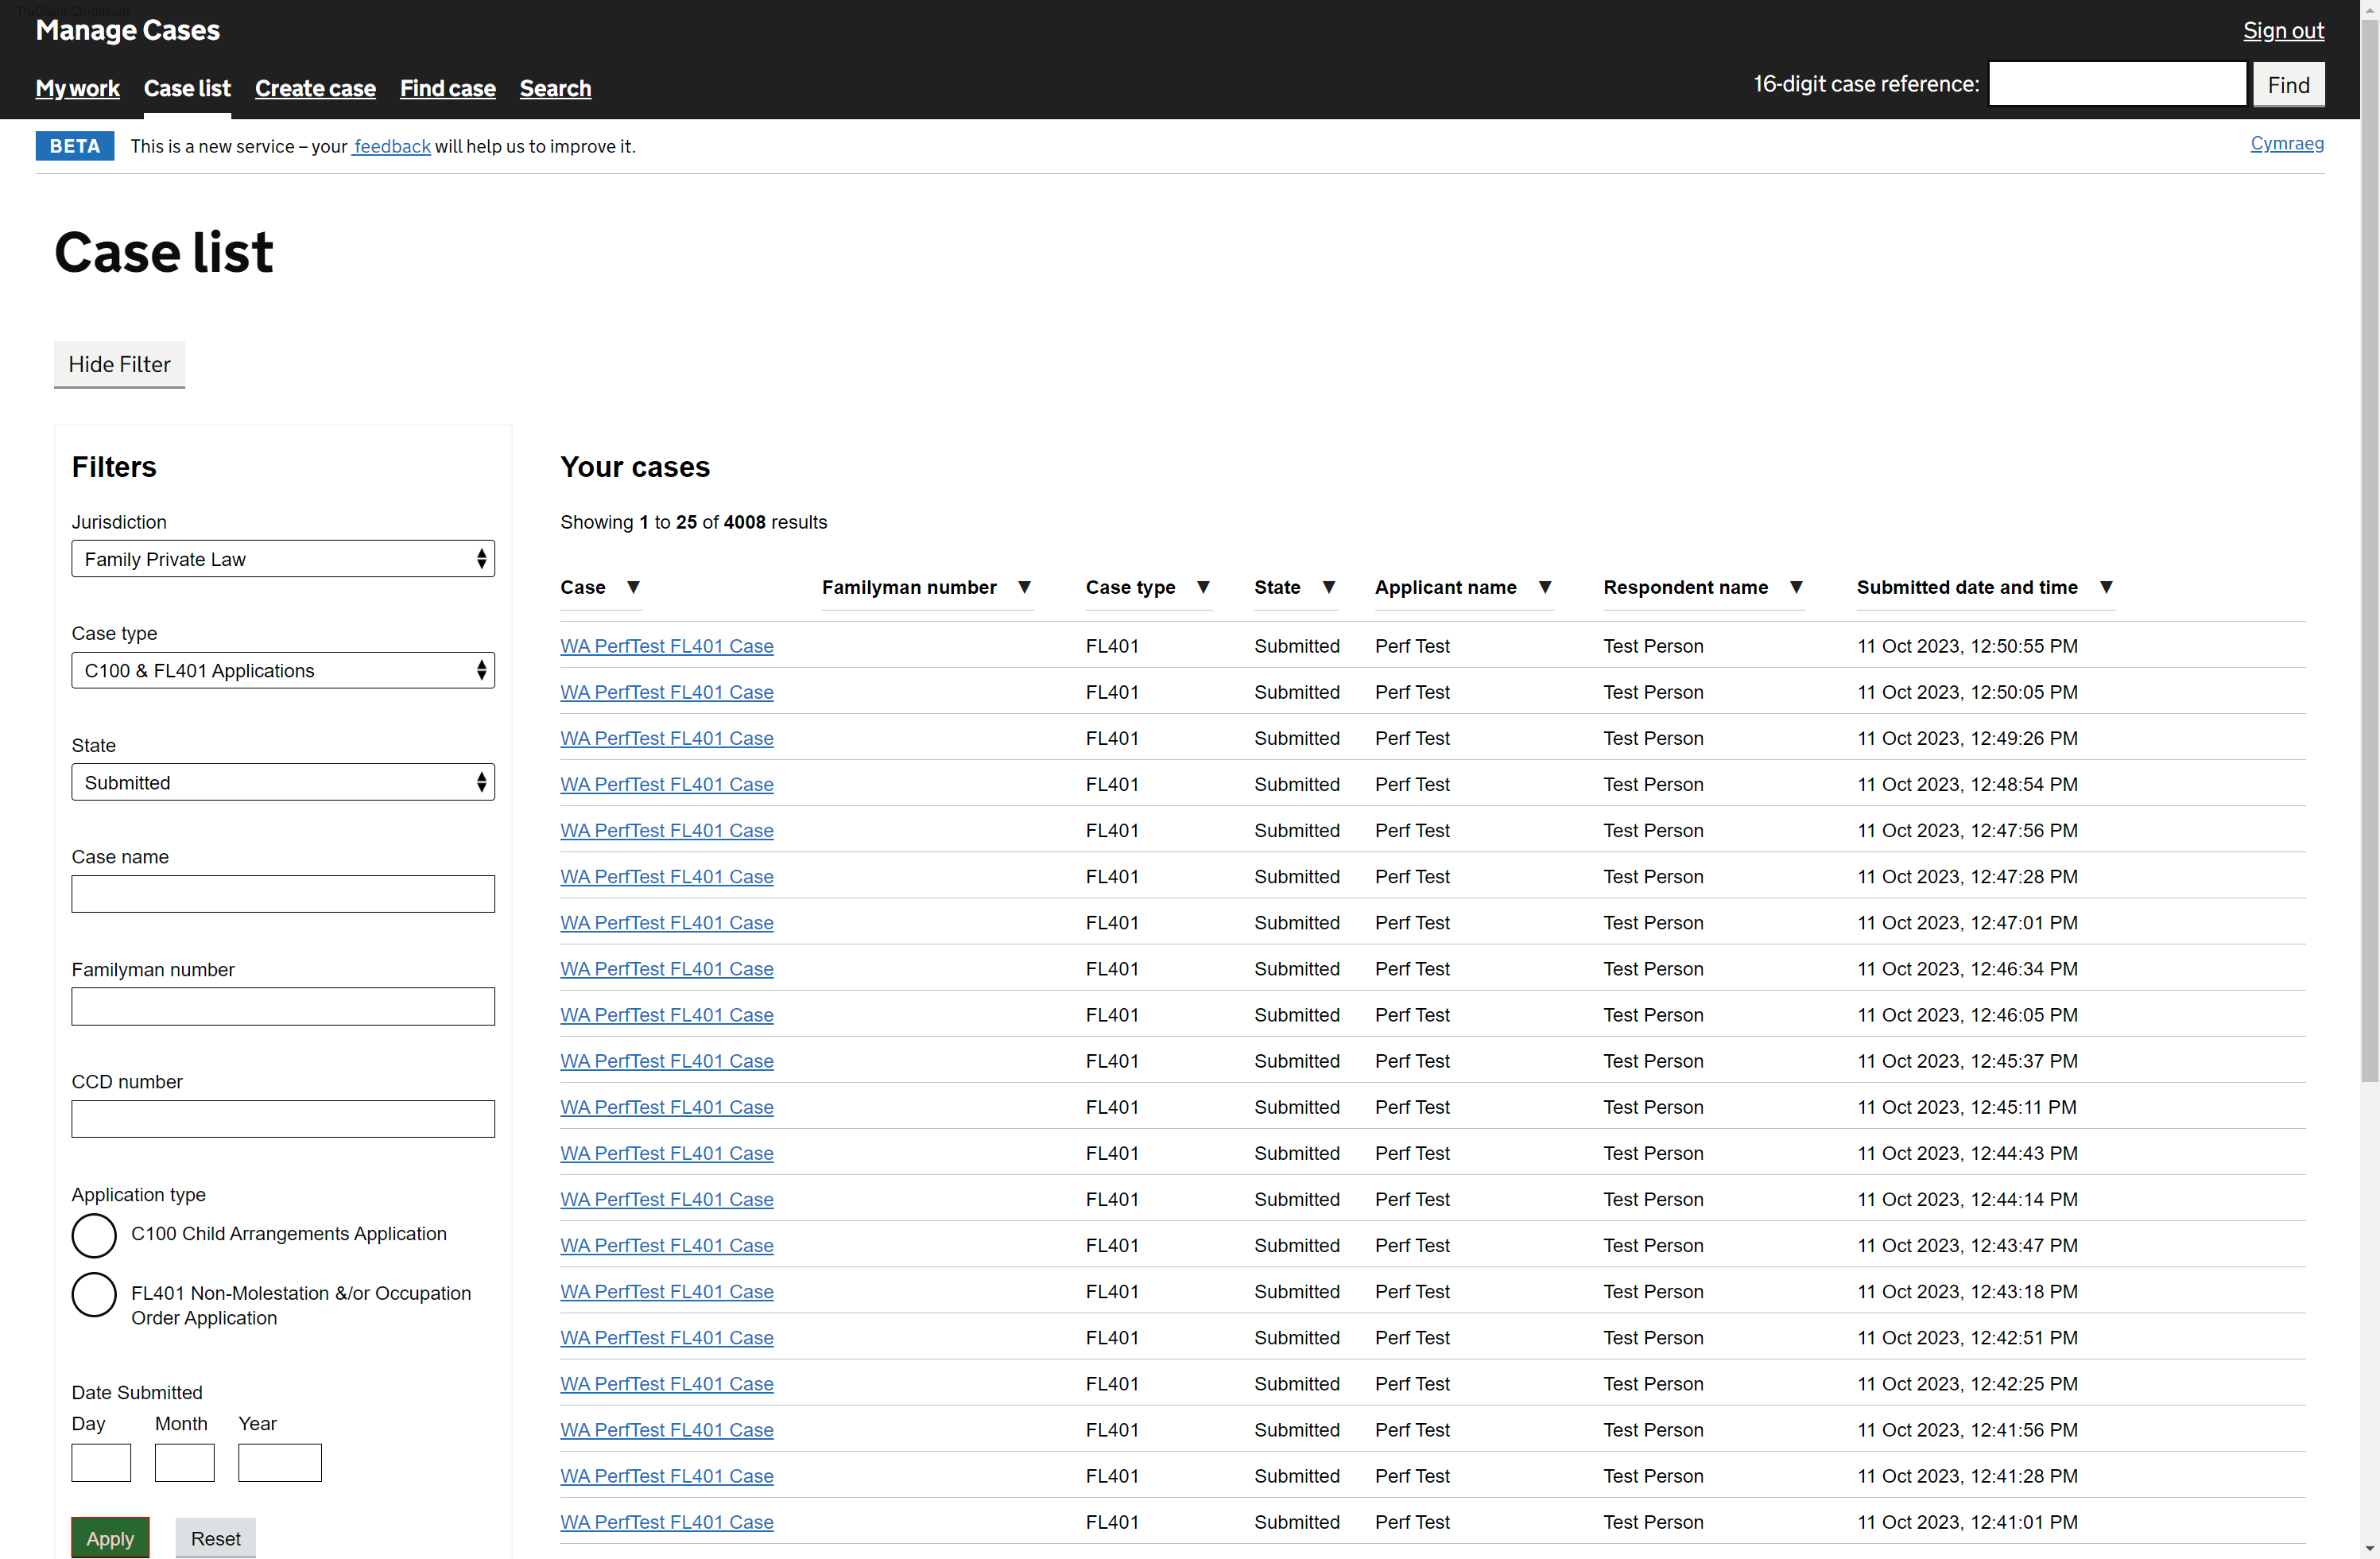 TruClient Chromium
Manage Cases
Sign out
My work Case list Create case Find case Search
16-digit case reference: Find
BETA This is a new service – your feedback will help us to improve it.
Cymraeg
Case list
Hide Filter
Filters
Jurisdiction
Family Private Law
Case type
C100 & FL401 Applications
State
Submitted
Case name
Familyman number
CCD number
Application type
C100 Child Arrangements Application
FL401 Non-Molestation &/or Occupation
Order Application
Date Submitted
Day Month Year
Apply Reset
Your cases
Showing 1 to 25 of 4008 results
Case ▼ Familyman number ▼ Case type ▼ State ▼ Applicant name ▼ Respondent name ▼ Submitted date and time ▼
WA PerfTest FL401 Case FL401 Submitted Perf Test Test Person 11 Oct 2023, 12:50:55 PM
WA PerfTest FL401 Case FL401 Submitted Perf Test Test Person 11 Oct 2023, 12:50:05 PM
WA PerfTest FL401 Case FL401 Submitted Perf Test Test Person 11 Oct 2023, 12:49:26 PM
WA PerfTest FL401 Case FL401 Submitted Perf Test Test Person 11 Oct 2023, 12:48:54 PM
WA PerfTest FL401 Case FL401 Submitted Perf Test Test Person 11 Oct 2023, 12:47:56 PM
WA PerfTest FL401 Case FL401 Submitted Perf Test Test Person 11 Oct 2023, 12:47:28 PM
WA PerfTest FL401 Case FL401 Submitted Perf Test Test Person 11 Oct 2023, 12:47:01 PM
WA PerfTest FL401 Case FL401 Submitted Perf Test Test Person 11 Oct 2023, 12:46:34 PM
WA PerfTest FL401 Case FL401 Submitted Perf Test Test Person 11 Oct 2023, 12:46:05 PM
WA PerfTest FL401 Case FL401 Submitted Perf Test Test Person 11 Oct 2023, 12:45:37 PM
WA PerfTest FL401 Case FL401 Submitted Perf Test Test Person 11 Oct 2023, 12:45:11 PM
WA PerfTest FL401 Case FL401 Submitted Perf Test Test Person 11 Oct 2023, 12:44:43 PM
WA PerfTest FL401 Case FL401 Submitted Perf Test Test Person 11 Oct 2023, 12:44:14 PM
WA PerfTest FL401 Case FL401 Submitted Perf Test Test Person 11 Oct 2023, 12:43:47 PM
WA PerfTest FL401 Case FL401 Submitted Perf Test Test Person 11 Oct 2023, 12:43:18 PM
WA PerfTest FL401 Case FL401 Submitted Perf Test Test Person 11 Oct 2023, 12:42:51 PM
WA PerfTest FL401 Case FL401 Submitted Perf Test Test Person 11 Oct 2023, 12:42:25 PM
WA PerfTest FL401 Case FL401 Submitted Perf Test Test Person 11 Oct 2023, 12:41:56 PM
WA PerfTest FL401 Case FL401 Submitted Perf Test Test Person 11 Oct 2023, 12:41:28 PM
WA PerfTest FL401 Case FL401 Submitted Perf Test Test Person 11 Oct 2023, 12:41:01 PM